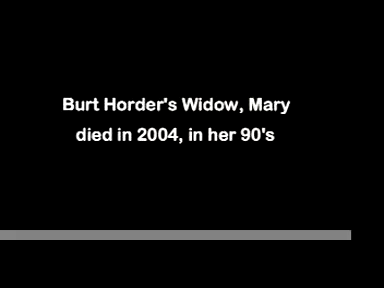 Burt Horder's Widow, Mary
died in 2004, in her 90's